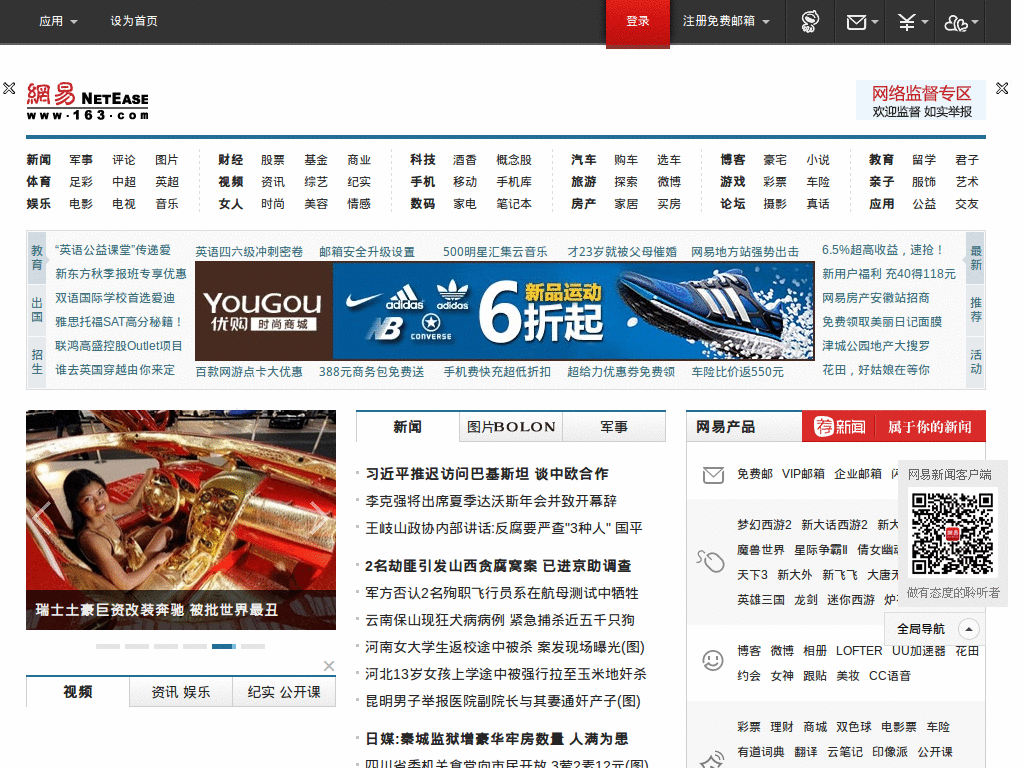 应用 设为首页 登录 注册免费邮箱
網易 NETEASE
www.163.com
网络监督专区
欢迎监督 如实举报
新闻 军事 评论 图片 财经 股票 基金 商业 科技 酒香 概念股 汽车 购车 选车 博客 豪宅 小说 教育 留学 君子
体育 足彩 中超 英超 视频 资讯 综艺 纪实 手机 移动 手机库 旅游 探索 微博 游戏 彩票 车险 亲子 服饰 艺术
娱乐 电影 电视 音乐 女人 时尚 美容 情感 数码 家电 笔记本 房产 家居 买房 论坛 摄影 真话 应用 公益 交友
教育
出国
招生
“英语公益课堂”传递爱
新东方秋季报班专享优惠
双语国际学校首选爱迪
雅思托福SAT高分秘籍！
联鸿高盛控股Outlet项目
谁去英国穿越由你来定
英语四六级冲刺密卷 邮箱安全升级设置 500明星汇集云音乐 才23岁就被父母催婚 网易地方站强势出击
YOUGOU
优购 时尚商城
adidas adidas
NB CONVERSE
6折起
新品运动
百款网游点卡大优惠 388元商务包免费送 手机费快充超低折扣 超给力优惠券免费领 车险比价返550元
6.5%超高收益，速抢！
新用户福利 充40得118元
网易房产安徽站招商
免费领取美丽日记面膜
津城公园地产大搜罗
花田，好姑娘在等你
最新
推荐
活动
瑞士土豪巨资改装奔驰 被批世界最丑
视频 资讯 娱乐 纪实 公开课
新闻 图片BOLON 军事
习近平推迟访问巴基斯坦 谈中欧合作
李克强将出席夏季达沃斯年会并致开幕辞
王岐山政协内部讲话:反腐要严查"3种人" 国平
2名劫匪引发山西贪腐窝案 已进京助调查
军方否认2名殉职飞行员系在航母测试中牺牲
云南保山现狂犬病病例 紧急捕杀近五千只狗
河南女大学生返校途中被杀 案发现场曝光(图)
河北13岁女孩上学途中被强行拉至玉米地奸杀
昆明男子举报医院副院长与其妻通奸产子(图)
日媒:秦城监狱增豪华牢房数量 人满为患
四川省委机关食堂向市民开放 3荤2素12元(图)
网易产品 荐新闻 属于你的新闻
免费邮 VIP邮箱 企业邮箱
梦幻西游2 新大话西游2 新大
魔兽世界 星际争霸Ⅱ 倩女幽
天下3 新大外 新飞飞 大唐
英雄三国 龙剑 迷你西游 炉
博客 微博 相册 LOFTER UU加速器 花田
约会 女神 跟贴 美妆 CC语音
彩票 理财 商城 双色球 电影票 车险
有道词典 翻译 云笔记 印像派 公开课
网易新闻客户端
網易
做有态度的聆听者
全局导航